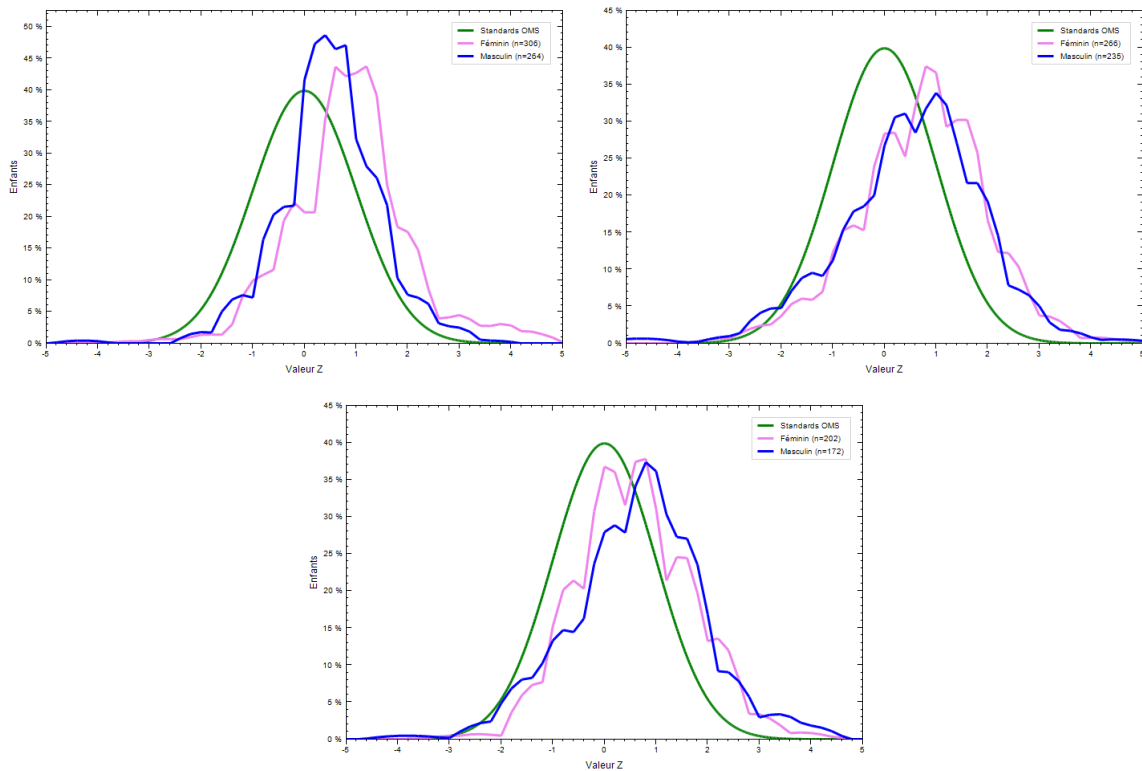 Standards OMS
Féminin (n=306)
Masculin (n=264)
50 %
45 %
40 %
35 %
30 %
25 %
20 %
15 %
10 %
5 %
0 %
Enfants
-5 -4 -3 -2 -1 0 1 2 3 4 5
Valeur Z
Standards OMS
Féminin (n=266)
Masculin (n=235)
45 %
40 %
35 %
30 %
25 %
20 %
15 %
10 %
5 %
0 %
Enfants
-5 -4 -3 -2 -1 0 1 2 3 4 5
Valeur Z
Standards OMS
Féminin (n=202)
Masculin (n=172)
45 %
40 %
35 %
30 %
25 %
20 %
15 %
10 %
5 %
0 %
Enfants
-5 -4 -3 -2 -1 0 1 2 3 4 5
Valeur Z